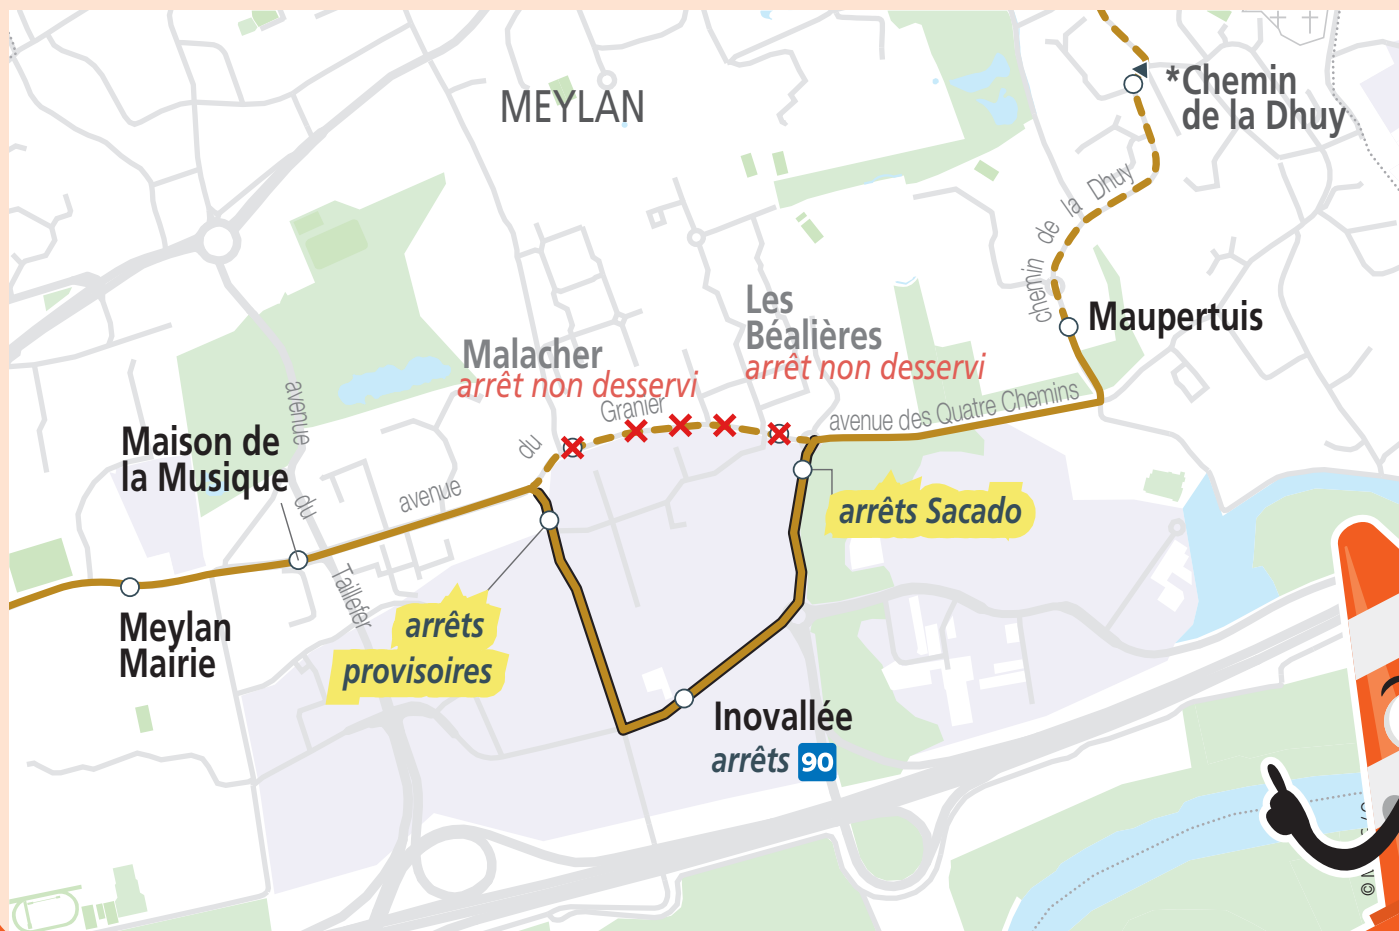 MEYLAN
*Chemin
de la Dhuy
chemin de la Dhuy
Maupertuis
Les
Béalières
arrêt non desservi
Malacher
arrêt non desservi
avenue du Granier
avenue des Quatre Chemins
avenue du Taillefer
Maison de
la Musique
arrêts Sacado
Meylan
Mairie
arrêts
provisoires
Inovallée
arrêts 90